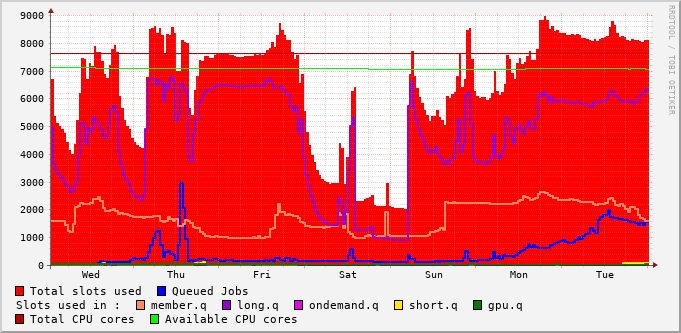 9000
8000
7000
6000
5000
4000
3000
2000
1000
0
Wed Thu Fri Sat Sun Mon Tue
RRDTOOL / TOBI OETIKER
Total slots used Queued Jobs
Slots used in : member.q long.q ondemand.q short.q gpu.q
Total CPU cores Available CPU cores